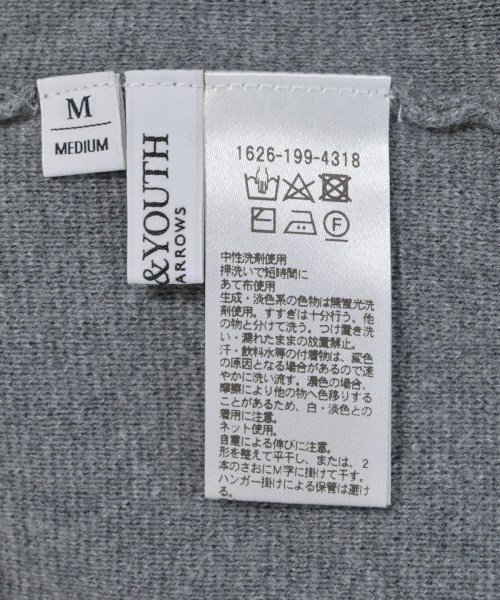 M
MEDIUM
&YOUTH
ARROWS
1626-199-4318
F
中性洗剤使用
押洗いで短時間に
あて布使用
生成・淡色系の色物は無蛍光洗
剤使用。すすぎは十分行う。他
の物と分けて洗う。つけ置き洗
い・濡れたままの放置禁止。
汗・飲料水等の付着物は、変色
の原因となる場合があるので速
やかに洗い流す。濃色の場合、
摩擦により他の物へ色移りする
ことがあるため、白・淡色との
着用に注意。
ネット使用。
自重による伸びに注意。
形を整えて平干し、または、2
本のさおにM字に掛けて干す。
ハンガー掛けによる保管は避け
る。